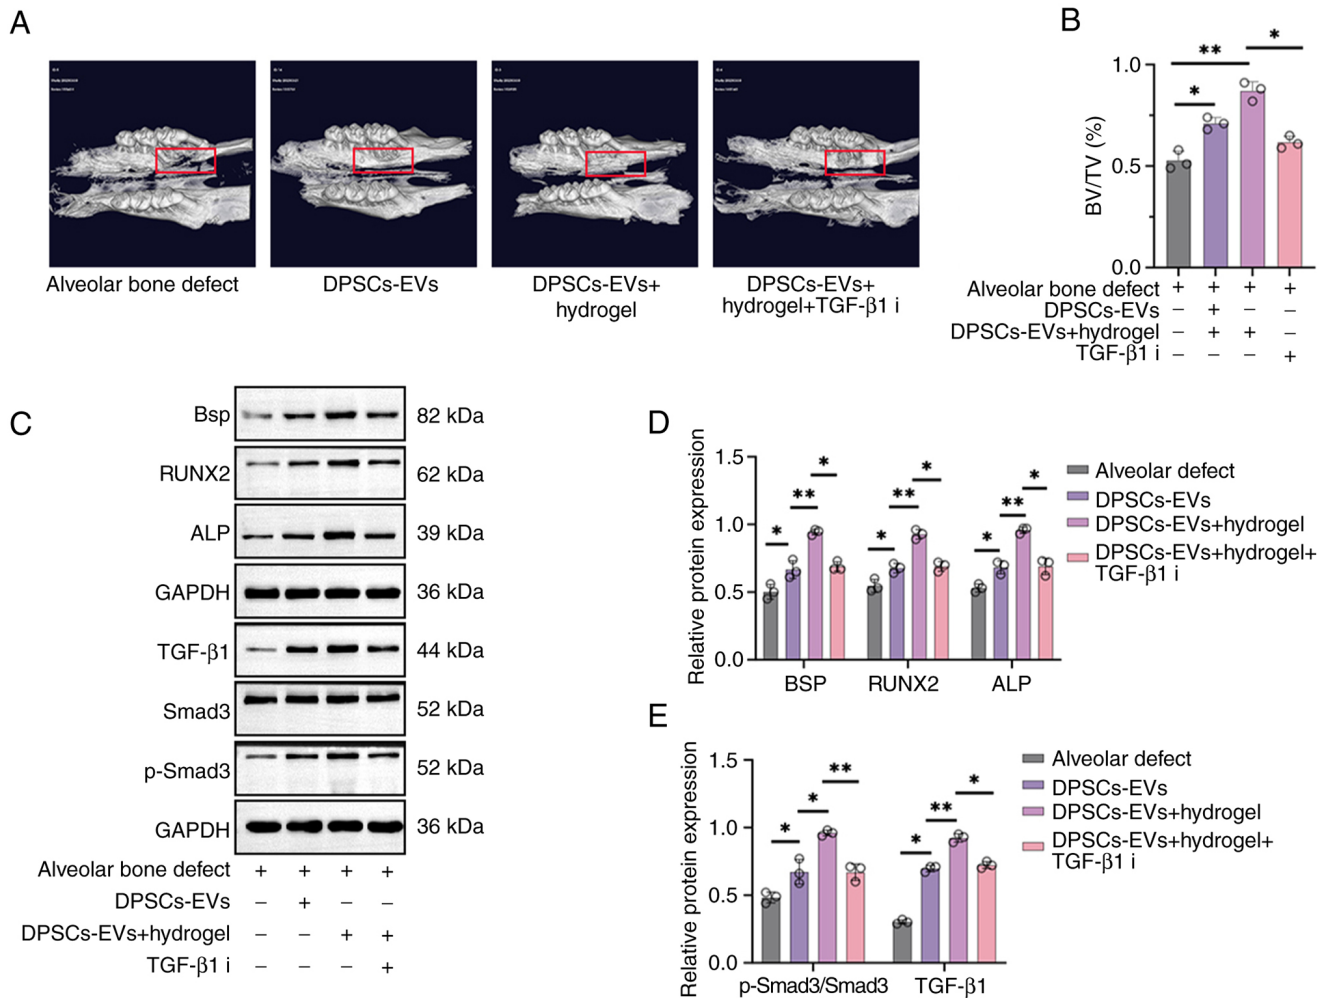 A
B
Alveolar bone defect
DPSCs-EVs
DPSCs-EVs+
hydrogel
DPSCs-EVs+
hydrogel+TGF-β1 i
BV/TV (%)
1.0
0.5
0.0
* ** *
Alveolar bone defect + + + +
DPSCs-EVs − + − −
DPSCs-EVs+hydrogel − + + −
TGF-β1 i − − − +
C
Bsp 82 kDa
RUNX2 62 kDa
ALP 39 kDa
GAPDH 36 kDa
TGF-β1 44 kDa
Smad3 52 kDa
p-Smad3 52 kDa
GAPDH 36 kDa
Alveolar bone defect + + + +
DPSCs-EVs − + − −
DPSCs-EVs+hydrogel − − + +
TGF-β1 i − − − +
D
Relative protein expression
1.5
1.0
0.5
0.0
* ** * * ** * * ** *
BSP RUNX2 ALP
Alveolar defect
DPSCs-EVs
DPSCs-EVs+hydrogel
DPSCs-EVs+hydrogel+
TGF-β1 i
E
Relative protein expression
1.5
1.0
0.5
0.0
* * ** * ** *
p-Smad3/Smad3 TGF-β1
Alveolar defect
DPSCs-EVs
DPSCs-EVs+hydrogel
DPSCs-EVs+hydrogel+
TGF-β1 i